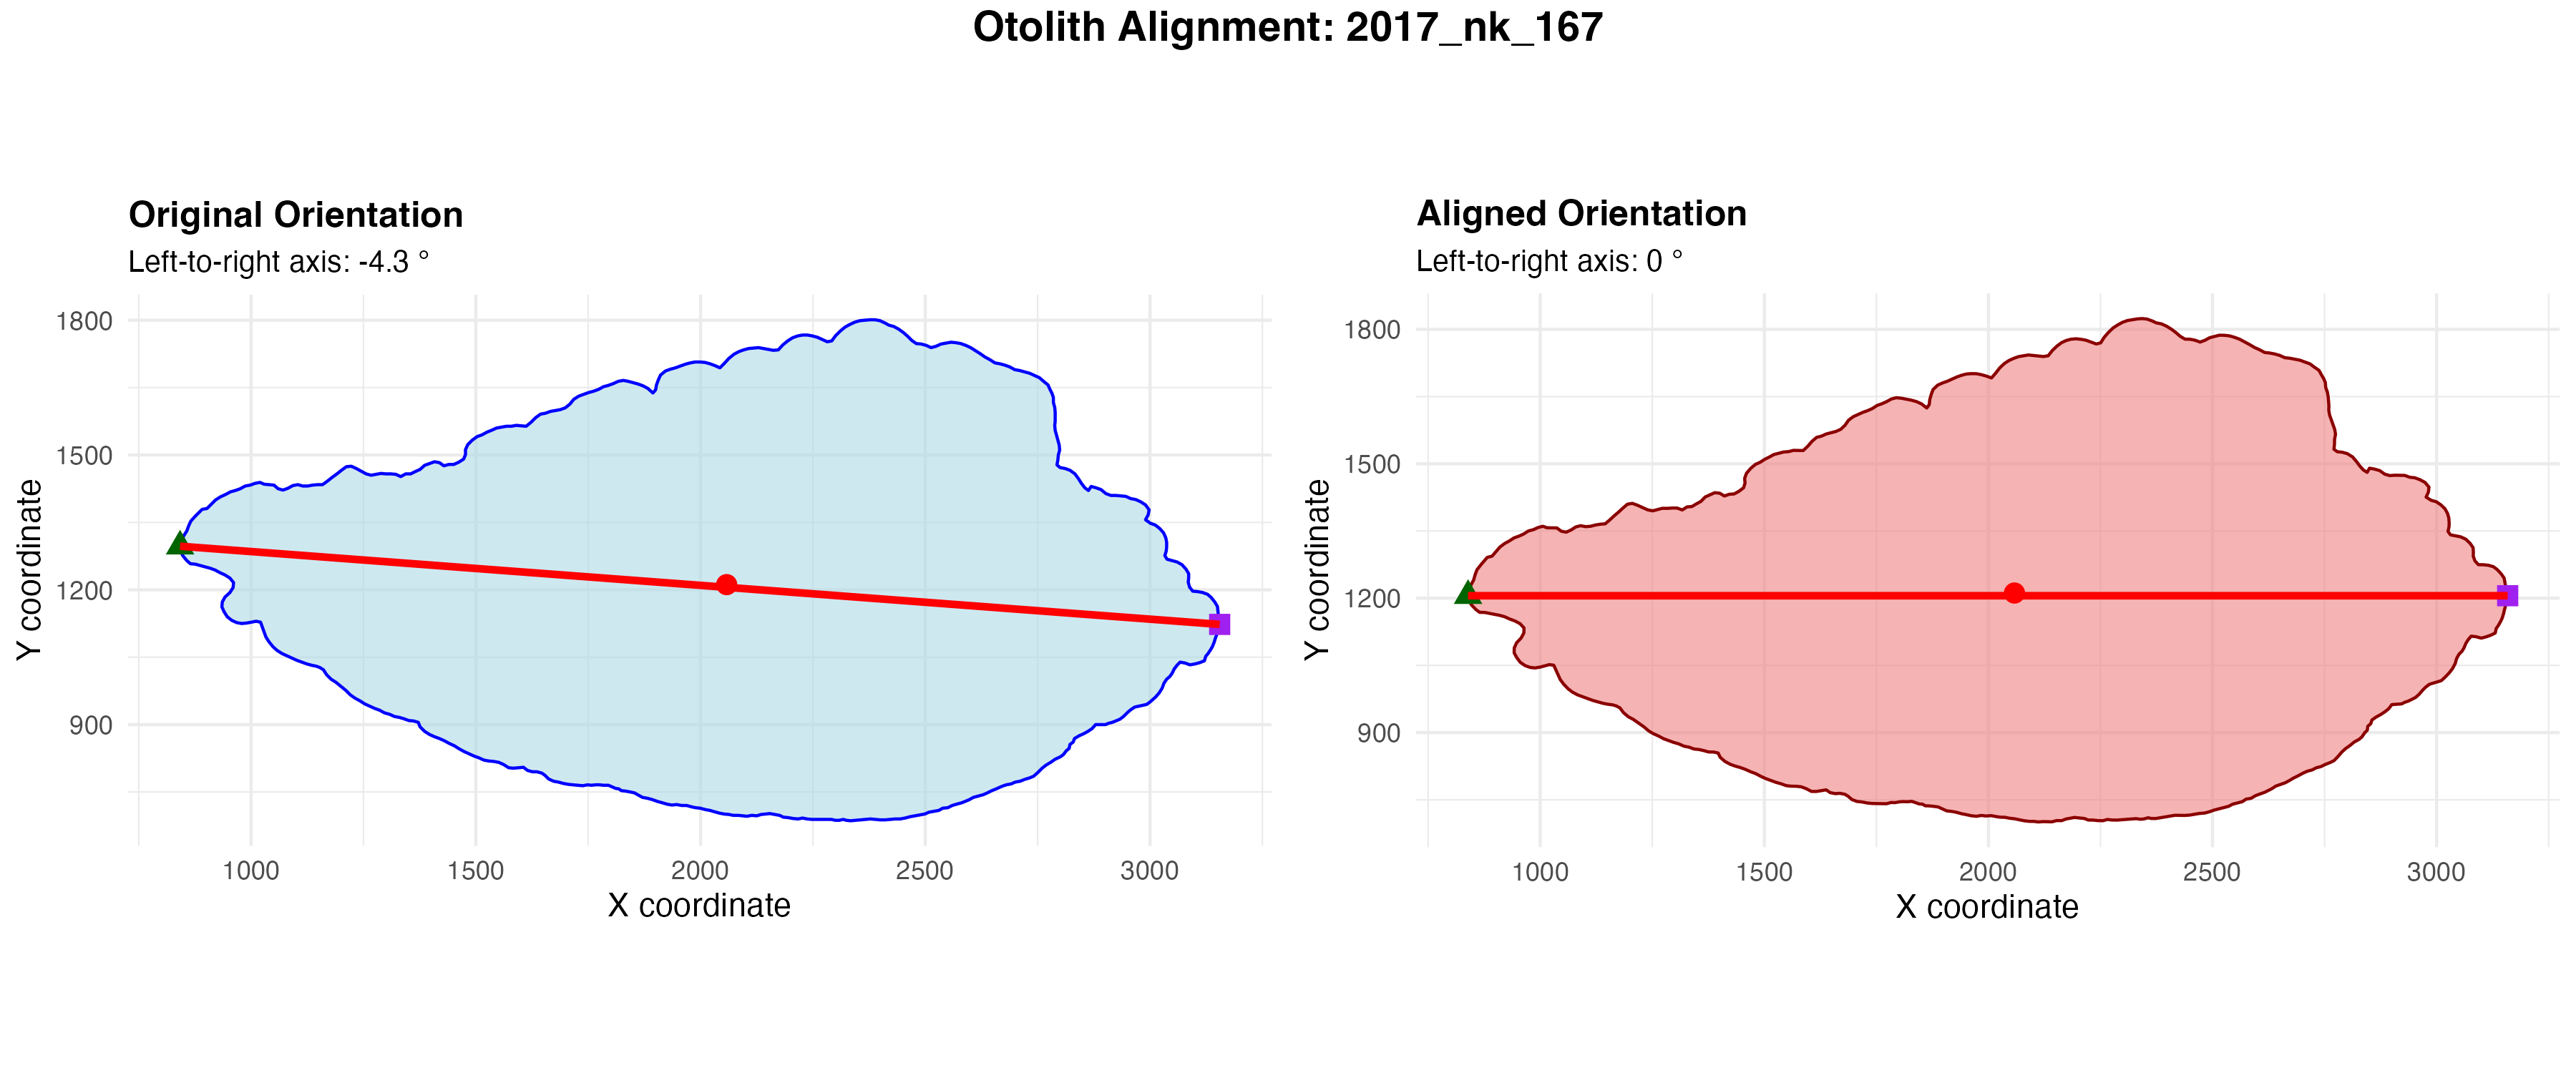 Otolith Alignment: 2017_nk_167
Original Orientation
Left-to-right axis: -4.3 °
1800
1500
1200
900
Y coordinate
1000 1500 2000 2500 3000
X coordinate
Aligned Orientation
Left-to-right axis: 0 °
1800
1500
1200
900
Y coordinate
1000 1500 2000 2500 3000
X coordinate